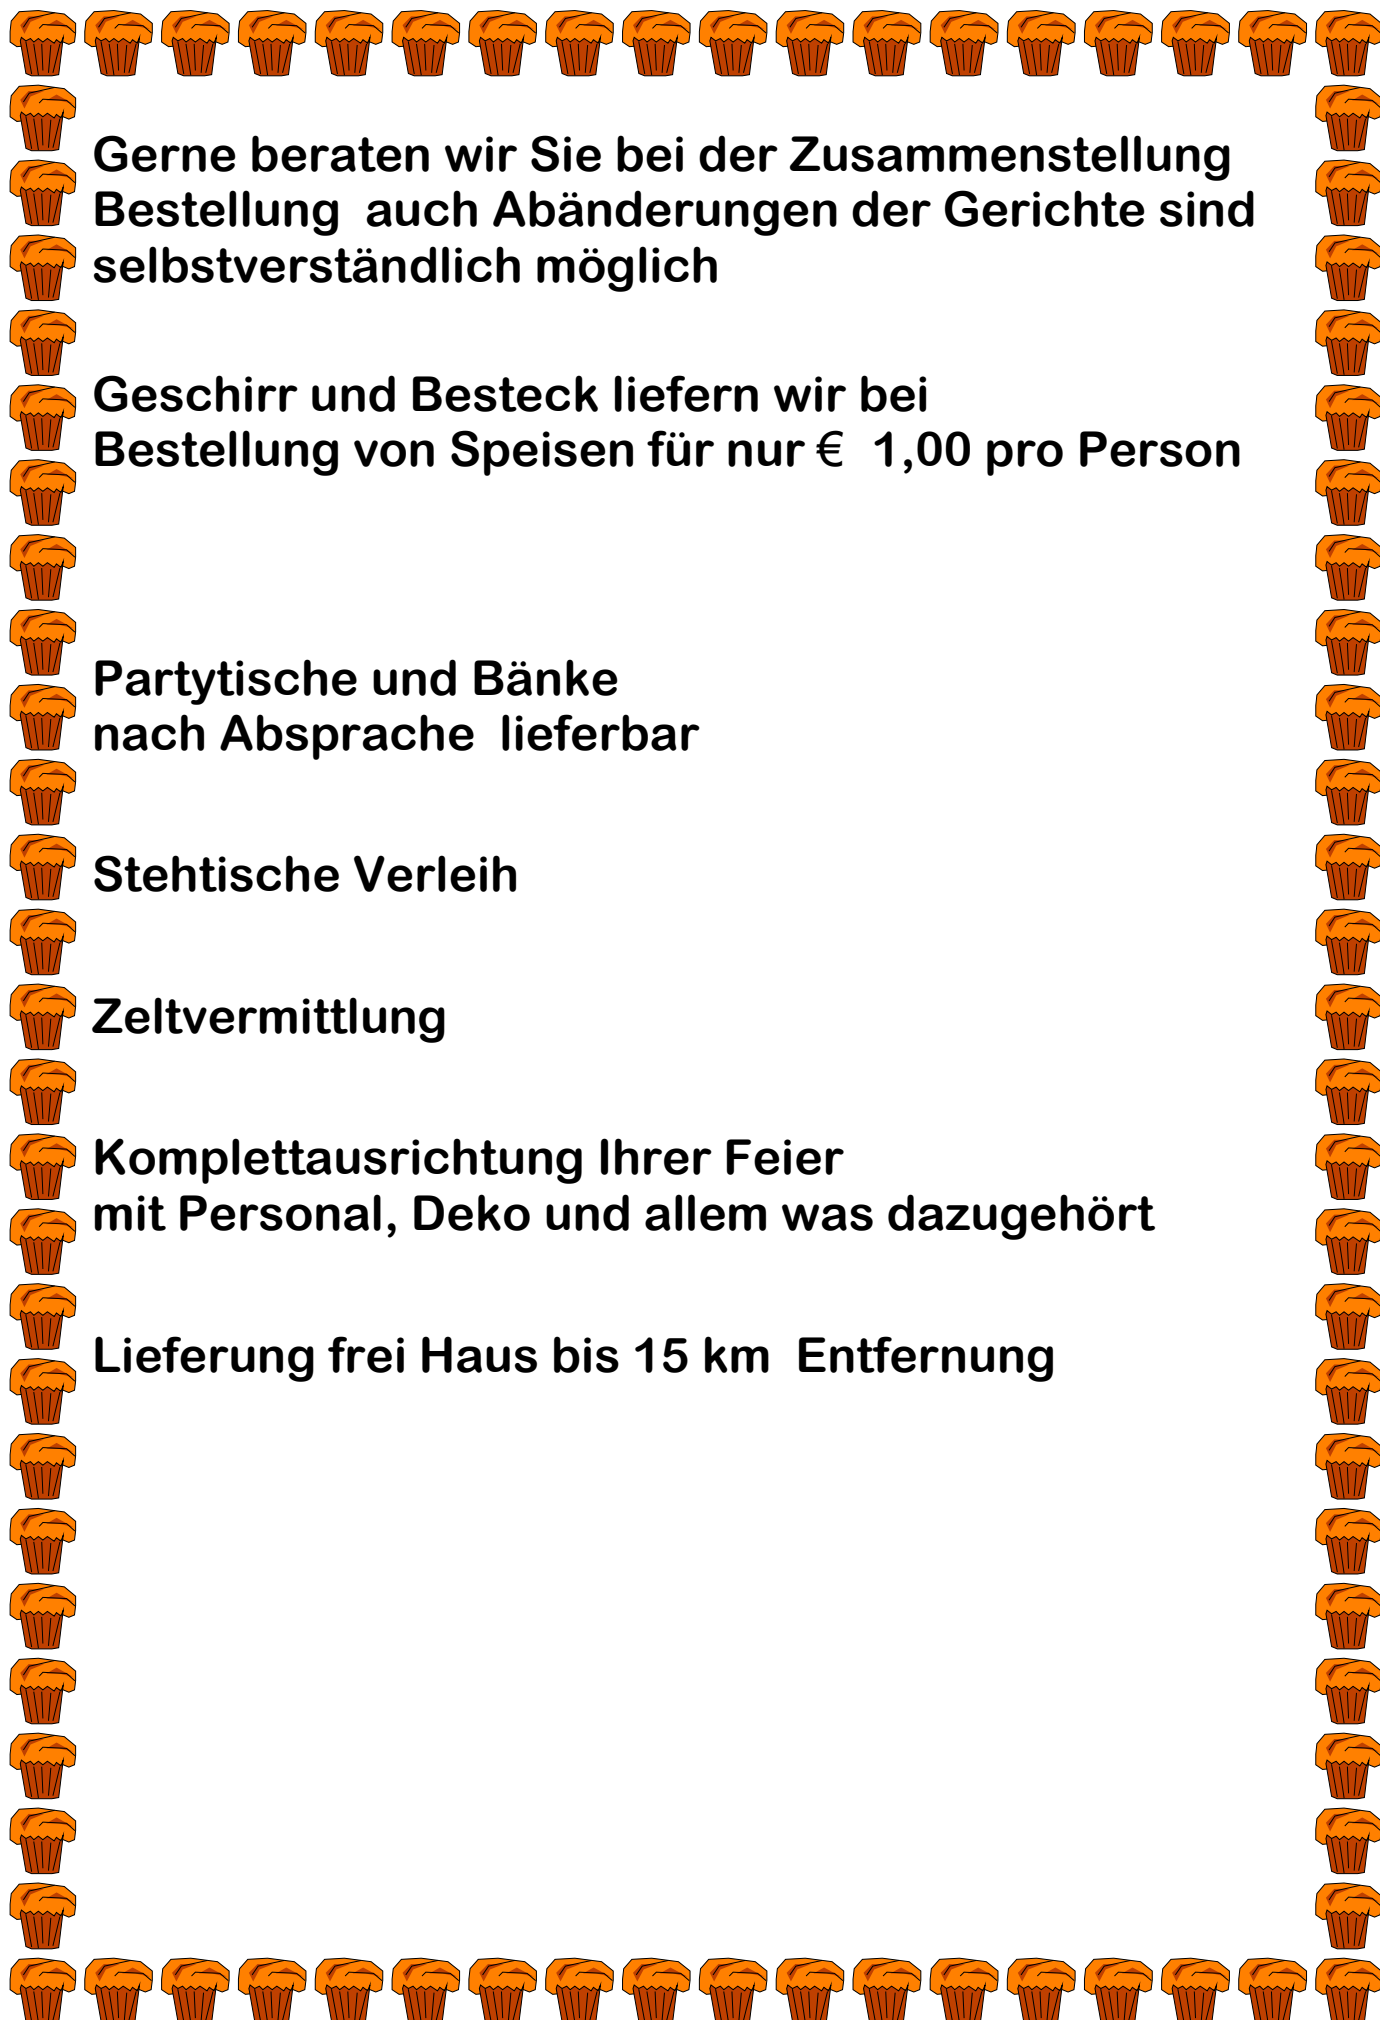 Gerne beraten wir Sie bei der Zusammenstellung
Bestellung  auch Abänderungen der Gerichte sind
selbstverständlich möglich
Geschirr und Besteck liefern wir bei
Bestellung von Speisen für nur €  1,00 pro Person
Partytische und Bänke
nach Absprache  lieferbar
Stehtische Verleih
Zeltvermittlung
Komplettausrichtung Ihrer Feier
mit Personal, Deko und allem was dazugehört
Lieferung frei Haus bis 15 km  Entfernung